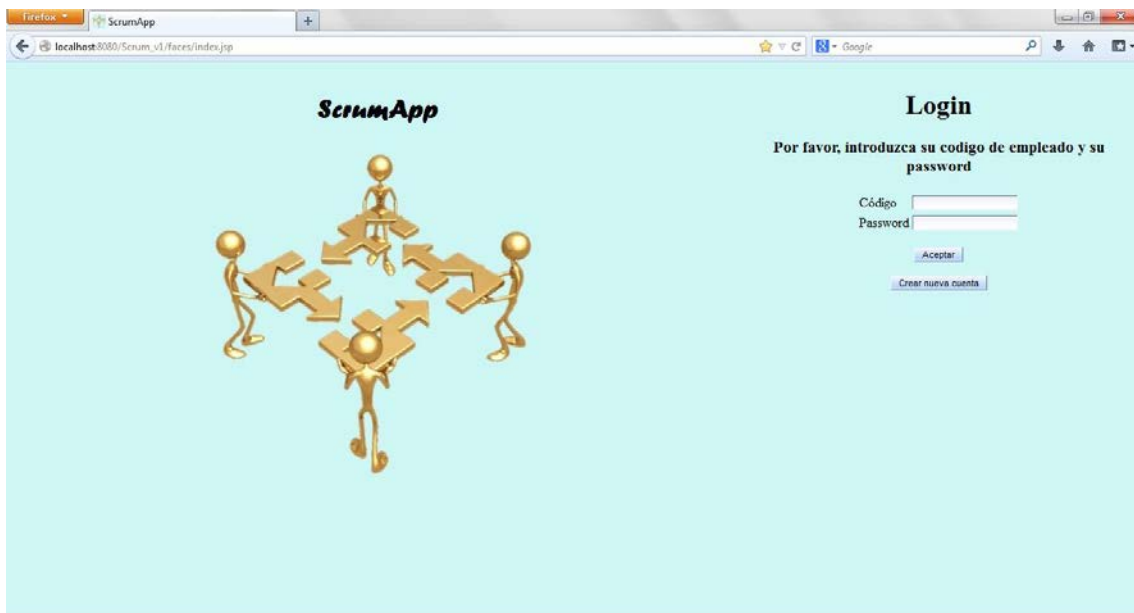 Firefox
ScrumApp
localhost:8080/Scrum_v1/faces/index.jsp
Google
ScrumApp
Login
Por favor, introduzca su codigo de empleado y su
password
Código
Password
Aceptar
Crear nueva cuenta